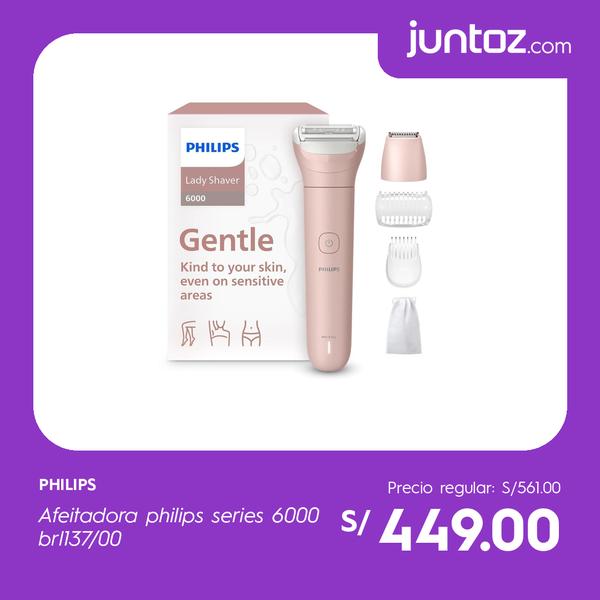 juntoz.com
PHILIPS
Lady Shaver
6000
Gentle
Kind to your skin,
even on sensitive
areas
PHILIPS
PHILIPS
Afeitadora philips series 6000
brl137/00
Precio regular: S/561.00
S/ 449.00